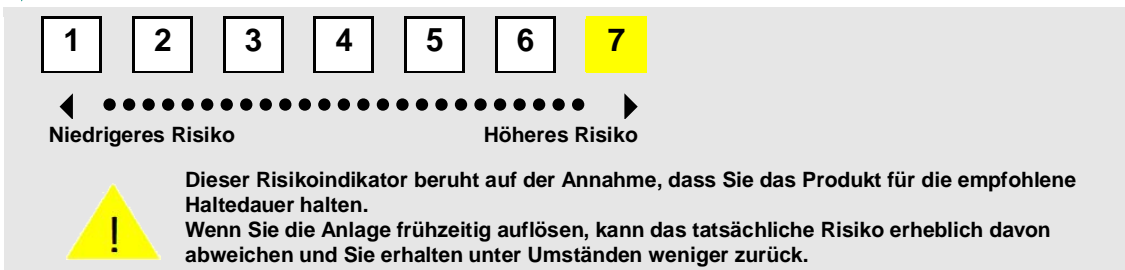 1 2 3 4 5 6 7
Niedrigeres Risiko Höheres Risiko
Dieser Risikoindikator beruht auf der Annahme, dass Sie das Produkt für die empfohlene
Haltedauer halten.
! Wenn Sie die Anlage frühzeitig auflösen, kann das tatsächliche Risiko erheblich davon
abweichen und Sie erhalten unter Umständen weniger zurück.